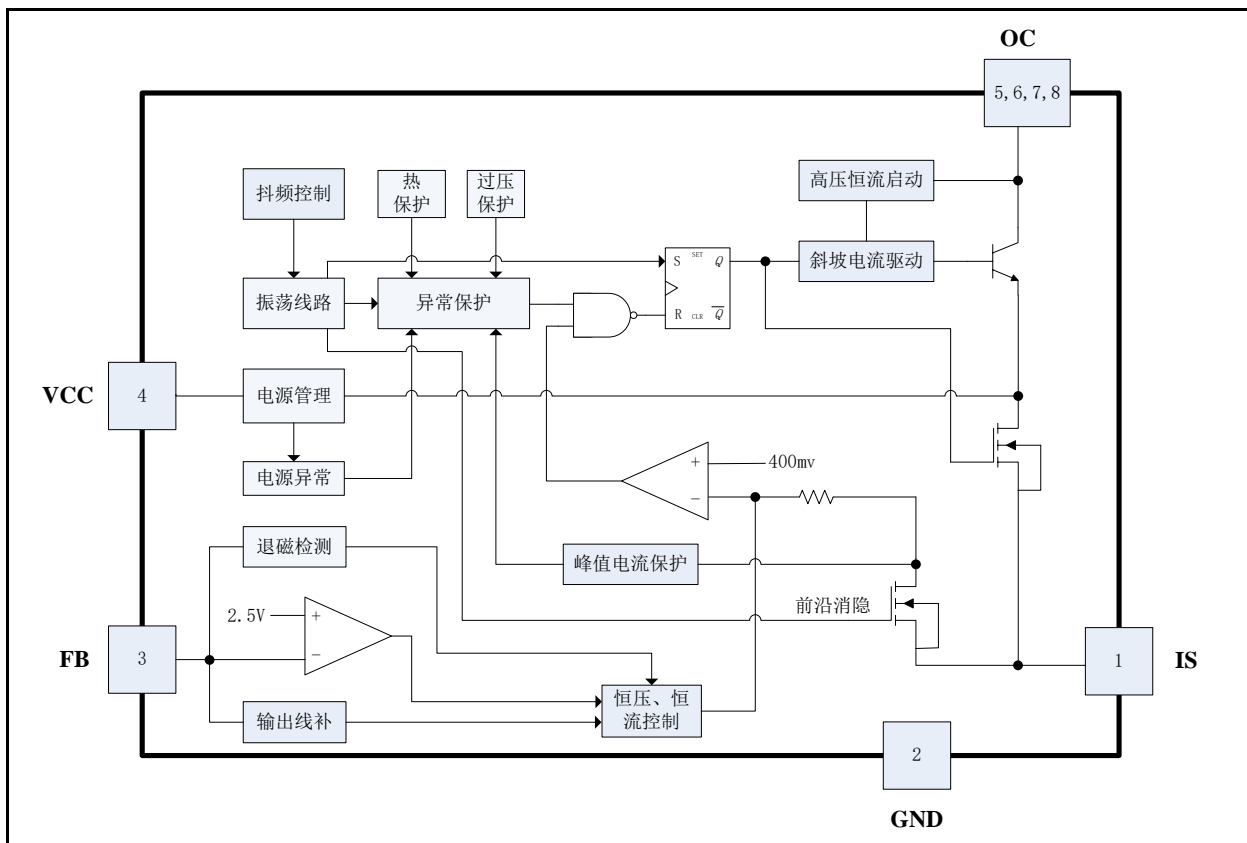 OC
5,6,7,8
抖频控制
热
保护
过压
保护
高压恒流启动
振荡线路
异常保护
S
SET
Q
R
CLR
Q
斜坡电流驱动
VCC
4
电源管理
电源异常
+
400mv
−
退磁检测
峰值电流保护
前沿消隐
2.5V
+
−
FB
3
输出线补
恒压、恒
流控制
1
IS
2
GND